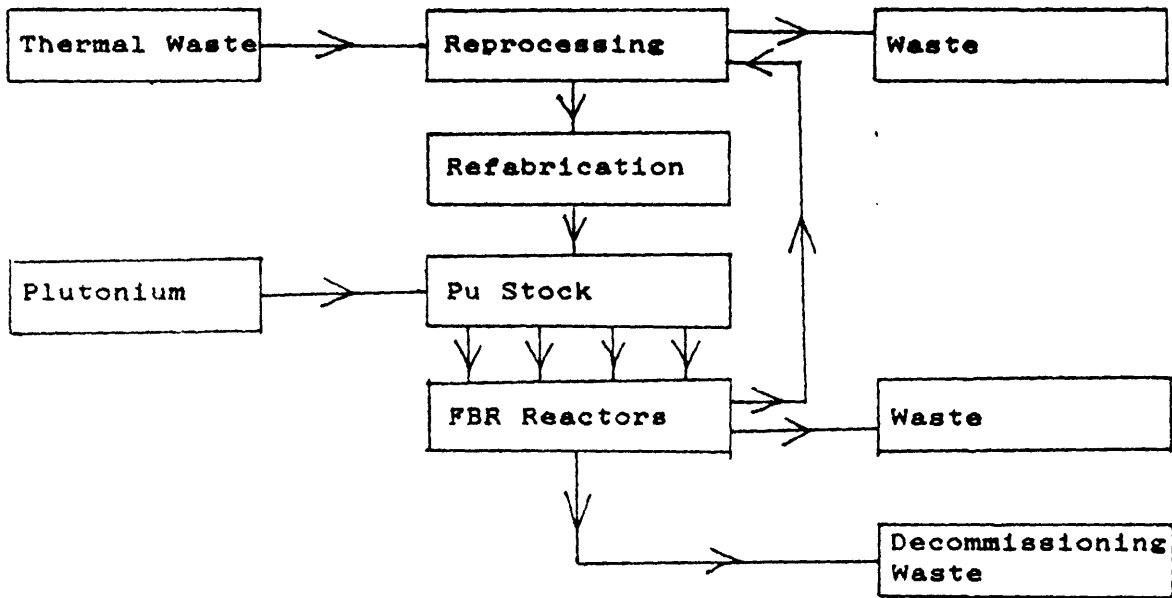 Thermal Waste
Reprocessing
Waste
Refabrication
Plutonium
Pu Stock
FBR Reactors
Waste
Decommissioning
Waste